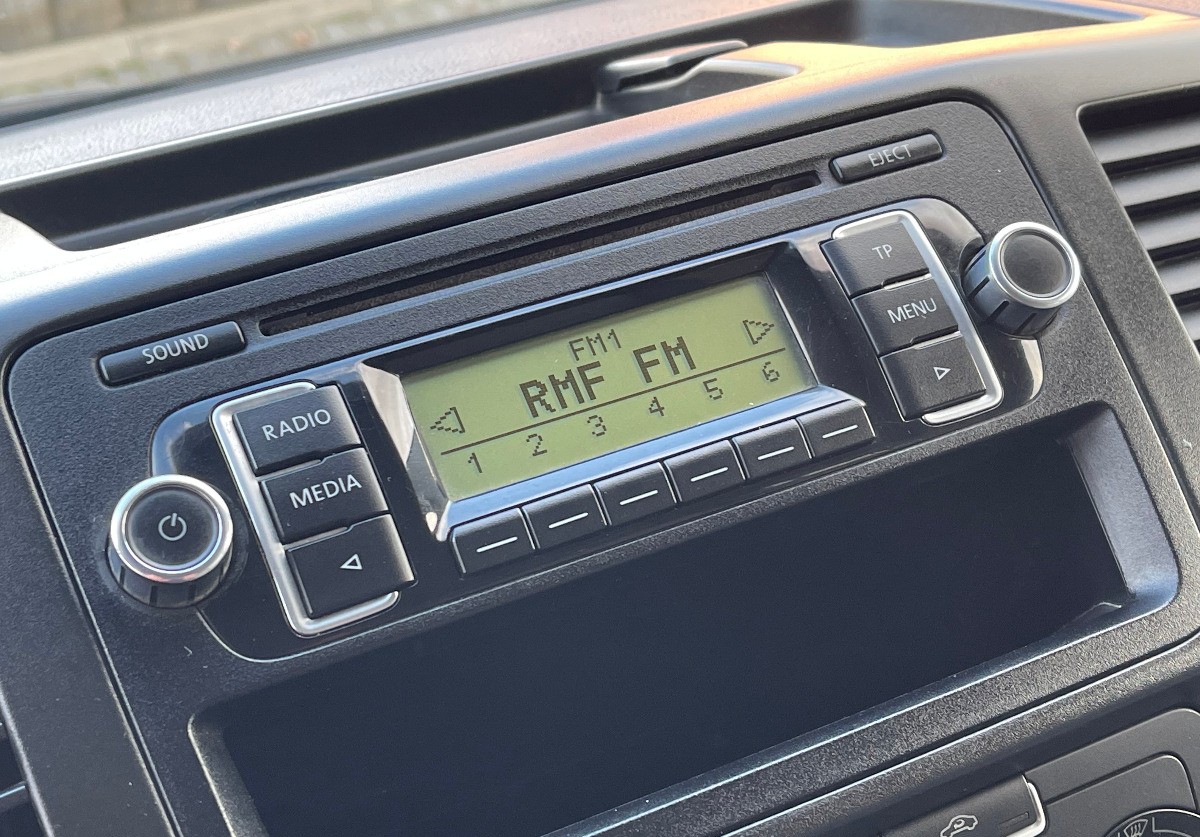 EJECT
SOUND
TP
MENU
FM1
RMF FM
1 2 3 4 5 6
RADIO
MEDIA